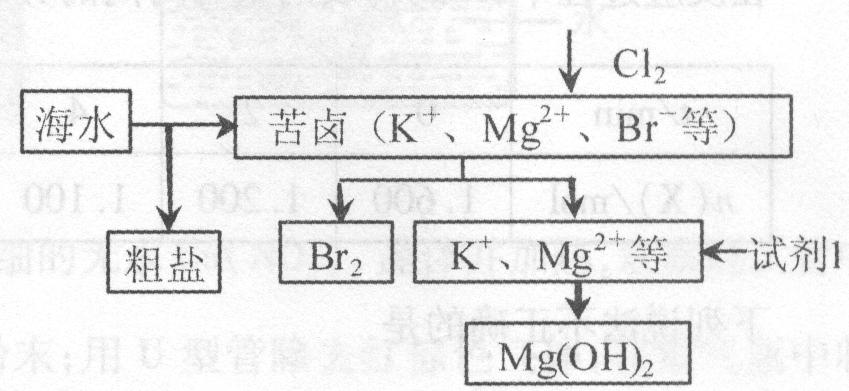 Cl₂
海水
苦卤（K⁺、Mg²⁺、Br⁻等）
粗盐
Br₂
K⁺、Mg²⁺等
试剂1
Mg(OH)₂